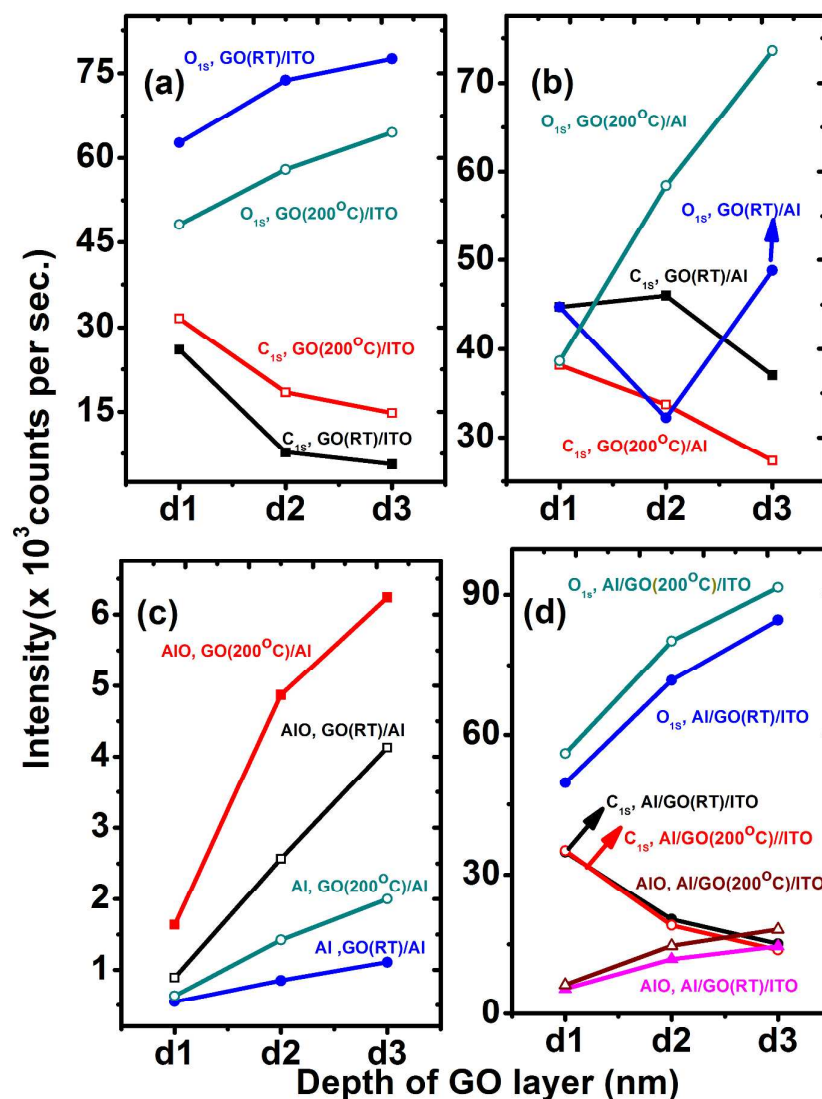 Intensity(x 10³ counts per sec.
(a)
O1S, GO(RT)/ITO
O1S, GO(200°C)/ITO
C1S, GO(200°C)/ITO
C1S, GO(RT)/ITO
75
60
45
30
15
d1 d2 d3
(b)
O1S, GO(200°C)/Al
O1S, GO(RT)/Al
C1S, GO(RT)/Al
C1S, GO(200°C)/Al
70
60
50
40
30
d1 d2 d3
(c)
AlO, GO(200°C)/Al
AlO, GO(RT)/Al
Al, GO(200°C)/Al
Al ,GO(RT)/Al
6
5
4
3
2
1
d1 d2 d3
(d)
O1s, Al/GO(200°C)/ITO
O1S, Al/GO(RT)/ITO
C1S, Al/GO(RT)/ITO
C1S, Al/GO(200°C)//ITO
AlO, Al/GO(200°C)/ITO
AlO, Al/GO(RT)/ITO
90
60
30
0
d1 d2 d3
Depth of GO layer (nm)